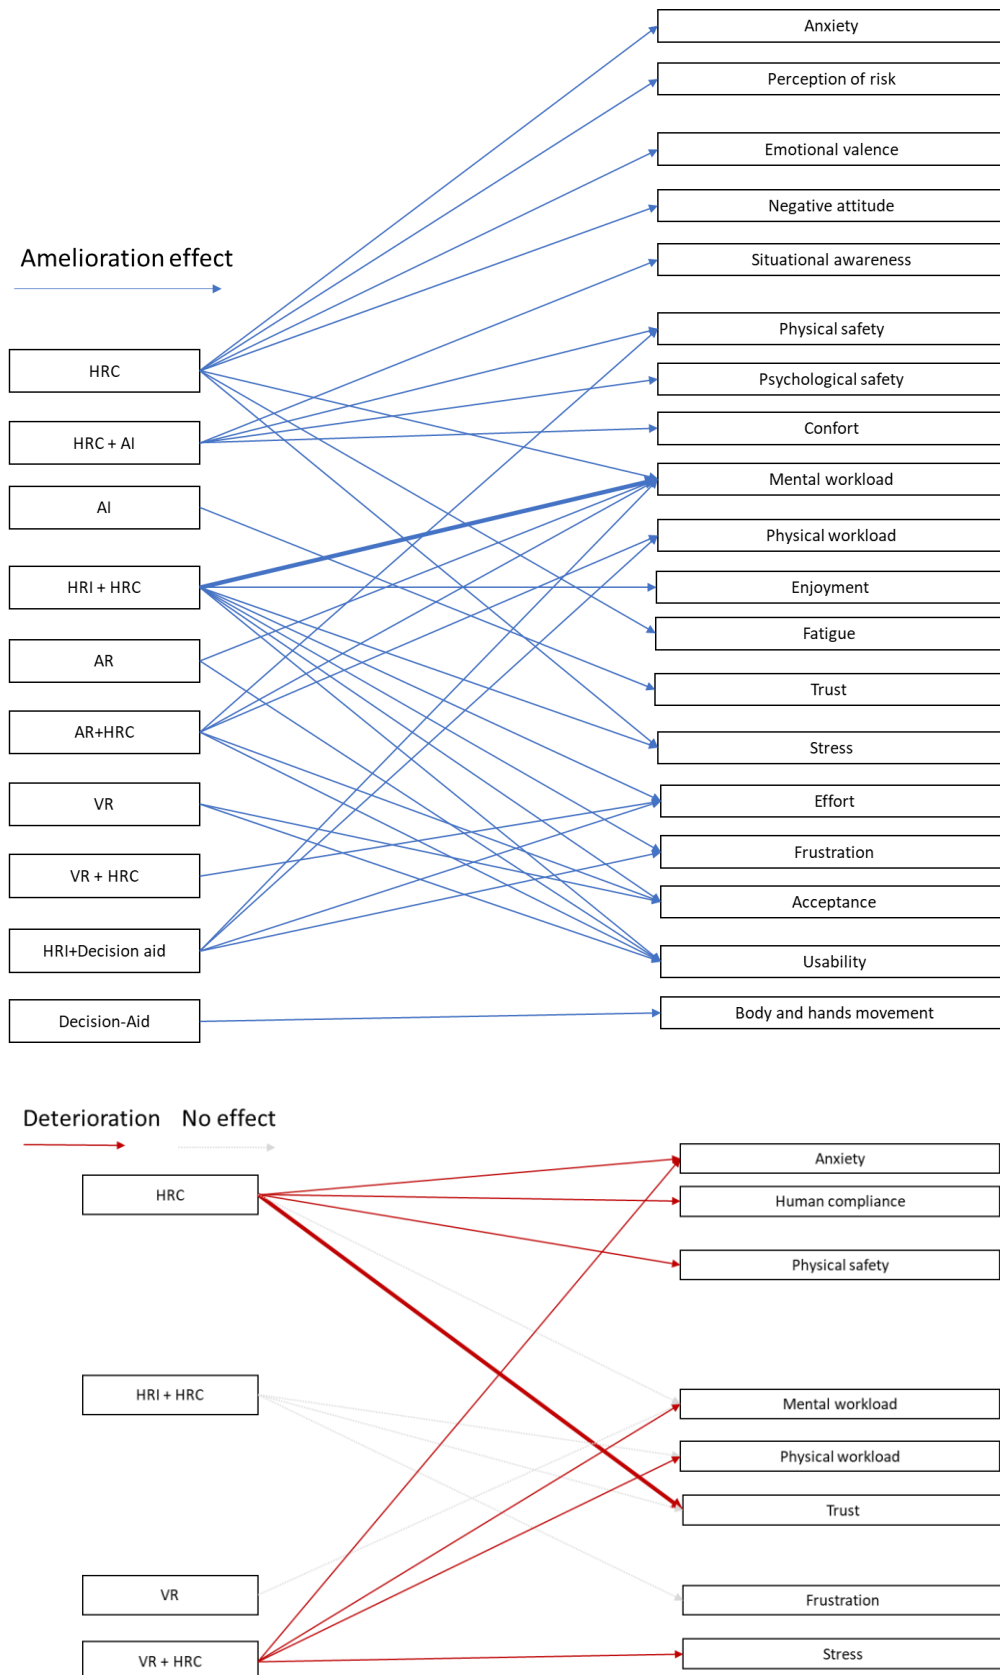 Anxiety
Perception of risk
Emotional valence
Negative attitude
Amelioration effect
Situational awareness
Physical safety
HRC
Psychological safety
HRC + AI
Confort
Mental workload
AI
Physical workload
HRI + HRC
Enjoyment
Fatigue
AR
Trust
AR+HRC
Stress
VR
Effort
Frustration
VR + HRC
Acceptance
HRI+Decision aid
Usability
Decision-Aid
Body and hands movement
Deterioration No effect
Anxiety
HRC
Human compliance
Physical safety
HRI + HRC
Mental workload
Physical workload
Trust
VR
Frustration
VR + HRC
Stress